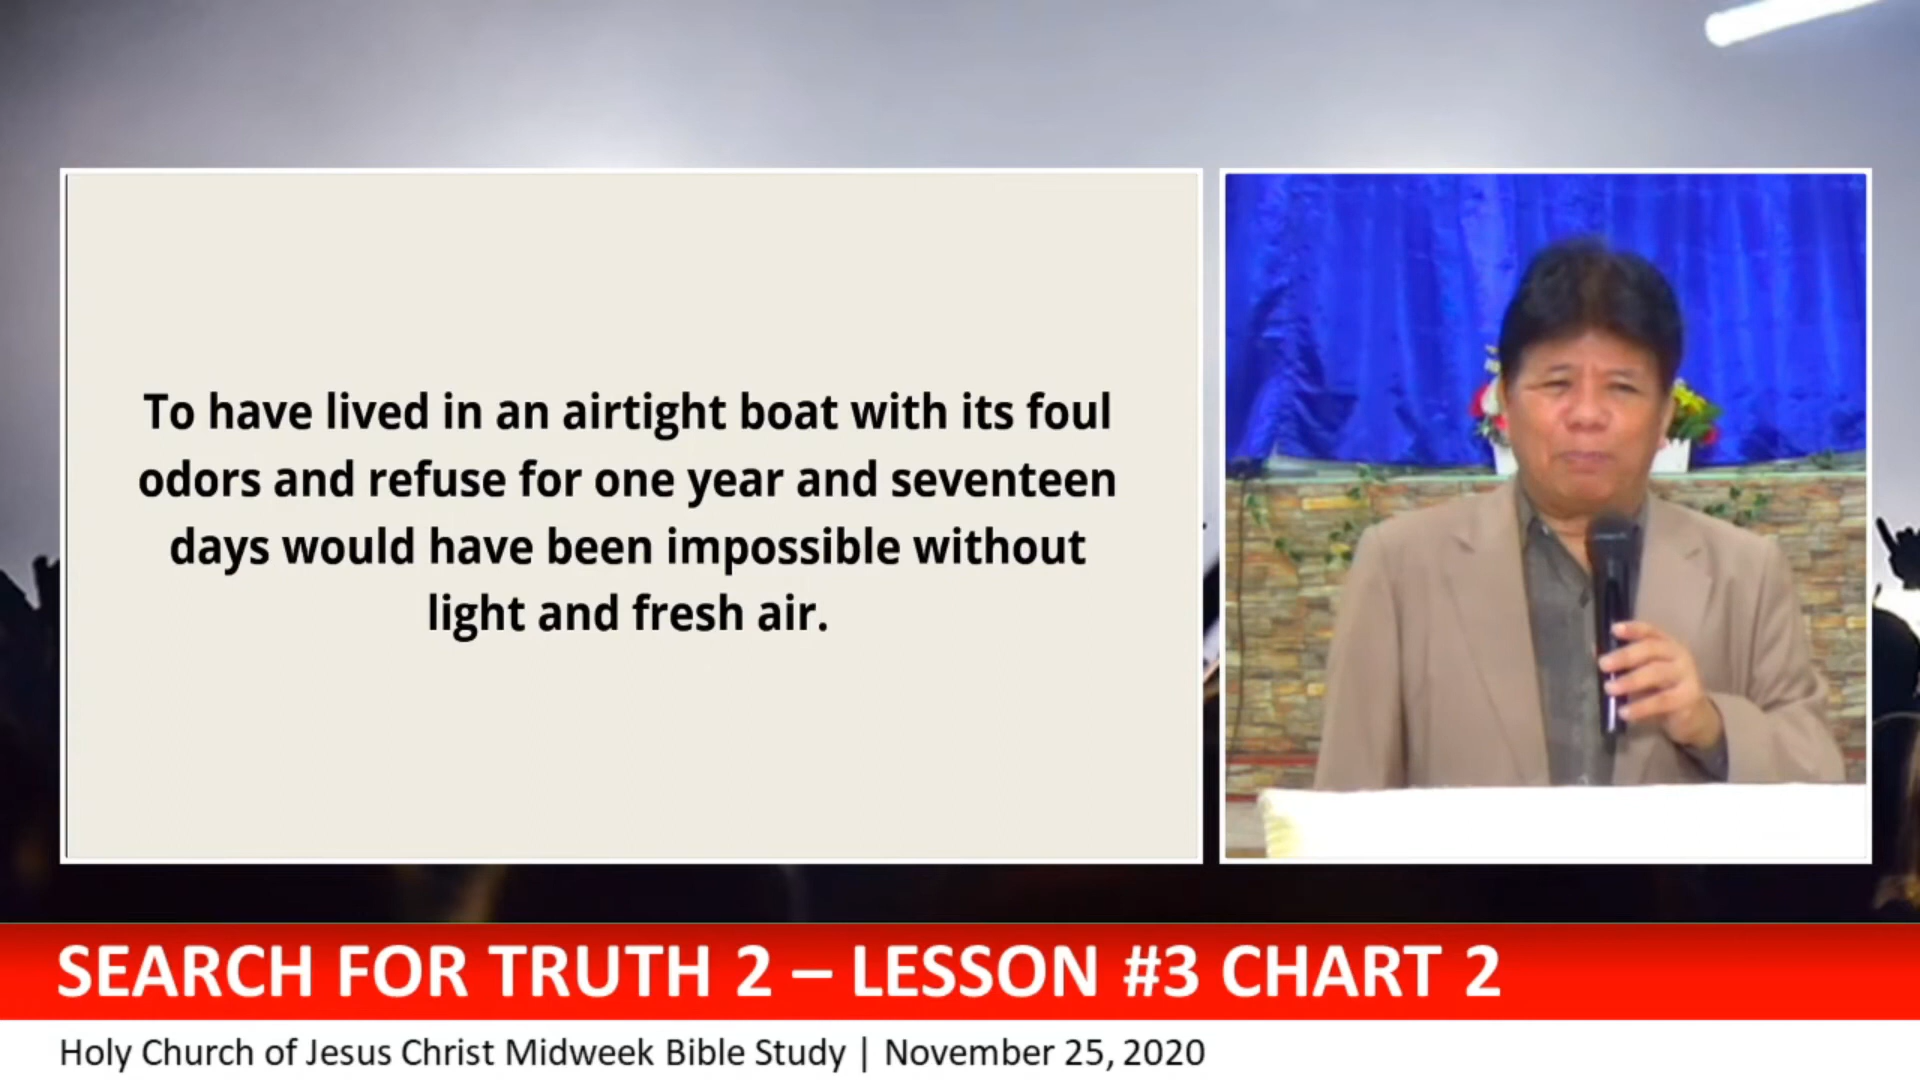 To have lived in an airtight boat with its foul
odors and refuse for one year and seventeen
days would have been impossible without
light and fresh air.
SEARCH FOR TRUTH 2 – LESSON #3 CHART 2
Holy Church of Jesus Christ Midweek Bible Study | November 25, 2020